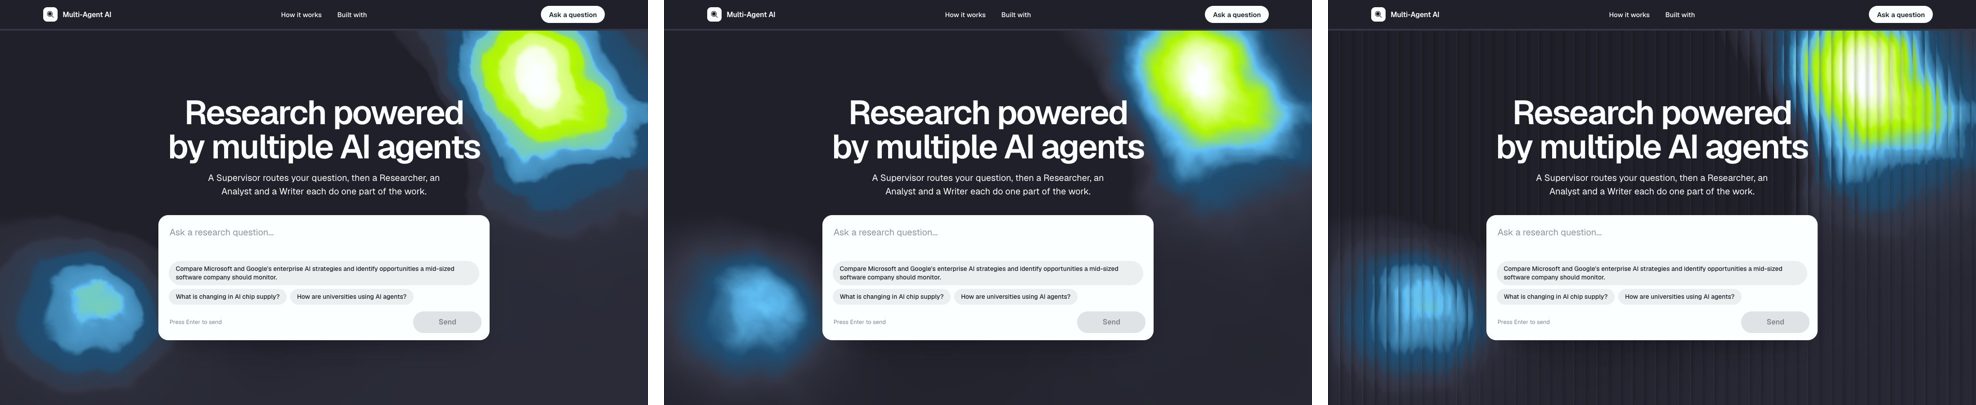 Multi-Agent AI
How it works
Built with
Ask a question
Research powered
by multiple AI agents
A Supervisor routes your question, then a Researcher, an
Analyst and a Writer each do one part of the work.
Ask a research question...
Compare Microsoft and Google's enterprise AI strategies and identify opportunities a mid-sized
software company should monitor.
What is changing in AI chip supply?
How are universities using AI agents?
Press Enter to send
Send
Multi-Agent AI
How it works
Built with
Ask a question
Research powered
by multiple AI agents
A Supervisor routes your question, then a Researcher, an
Analyst and a Writer each do one part of the work.
Ask a research question...
Compare Microsoft and Google's enterprise AI strategies and identify opportunities a mid-sized
software company should monitor.
What is changing in AI chip supply?
How are universities using AI agents?
Press Enter to send
Send
Multi-Agent AI
How it works
Built with
Ask a question
Research powered
by multiple AI agents
A Supervisor routes your question, then a Researcher, an
Analyst and a Writer each do one part of the work.
Ask a research question...
Compare Microsoft and Google's enterprise AI strategies and identify opportunities a mid-sized
software company should monitor.
What is changing in AI chip supply?
How are universities using AI agents?
Press Enter to send
Send